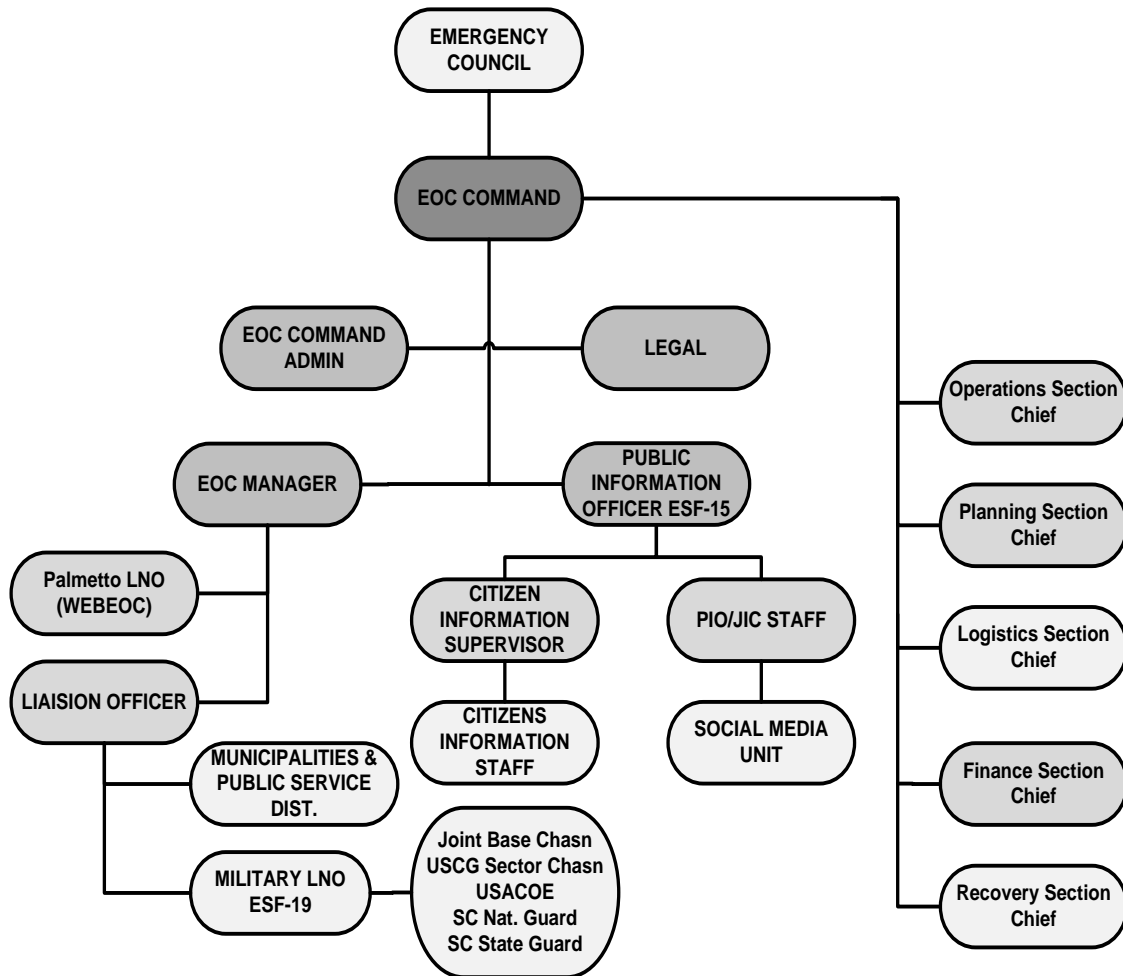 EMERGENCY
COUNCIL
EOC COMMAND
EOC COMMAND
ADMIN
LEGAL
EOC MANAGER
PUBLIC
INFORMATION
OFFICER ESF-15
Palmetto LNO
(WEBEOC)
LIAISION OFFICER
CITIZEN
INFORMATION
SUPERVISOR
PIO/JIC STAFF
CITIZENS
INFORMATION
STAFF
SOCIAL MEDIA
UNIT
MUNICIPALITIES &
PUBLIC SERVICE
DIST.
MILITARY LNO
ESF-19
Joint Base Chasn
USCG Sector Chasn
USACOE
SC Nat. Guard
SC State Guard
Operations Section
Chief
Planning Section
Chief
Logistics Section
Chief
Finance Section
Chief
Recovery Section
Chief